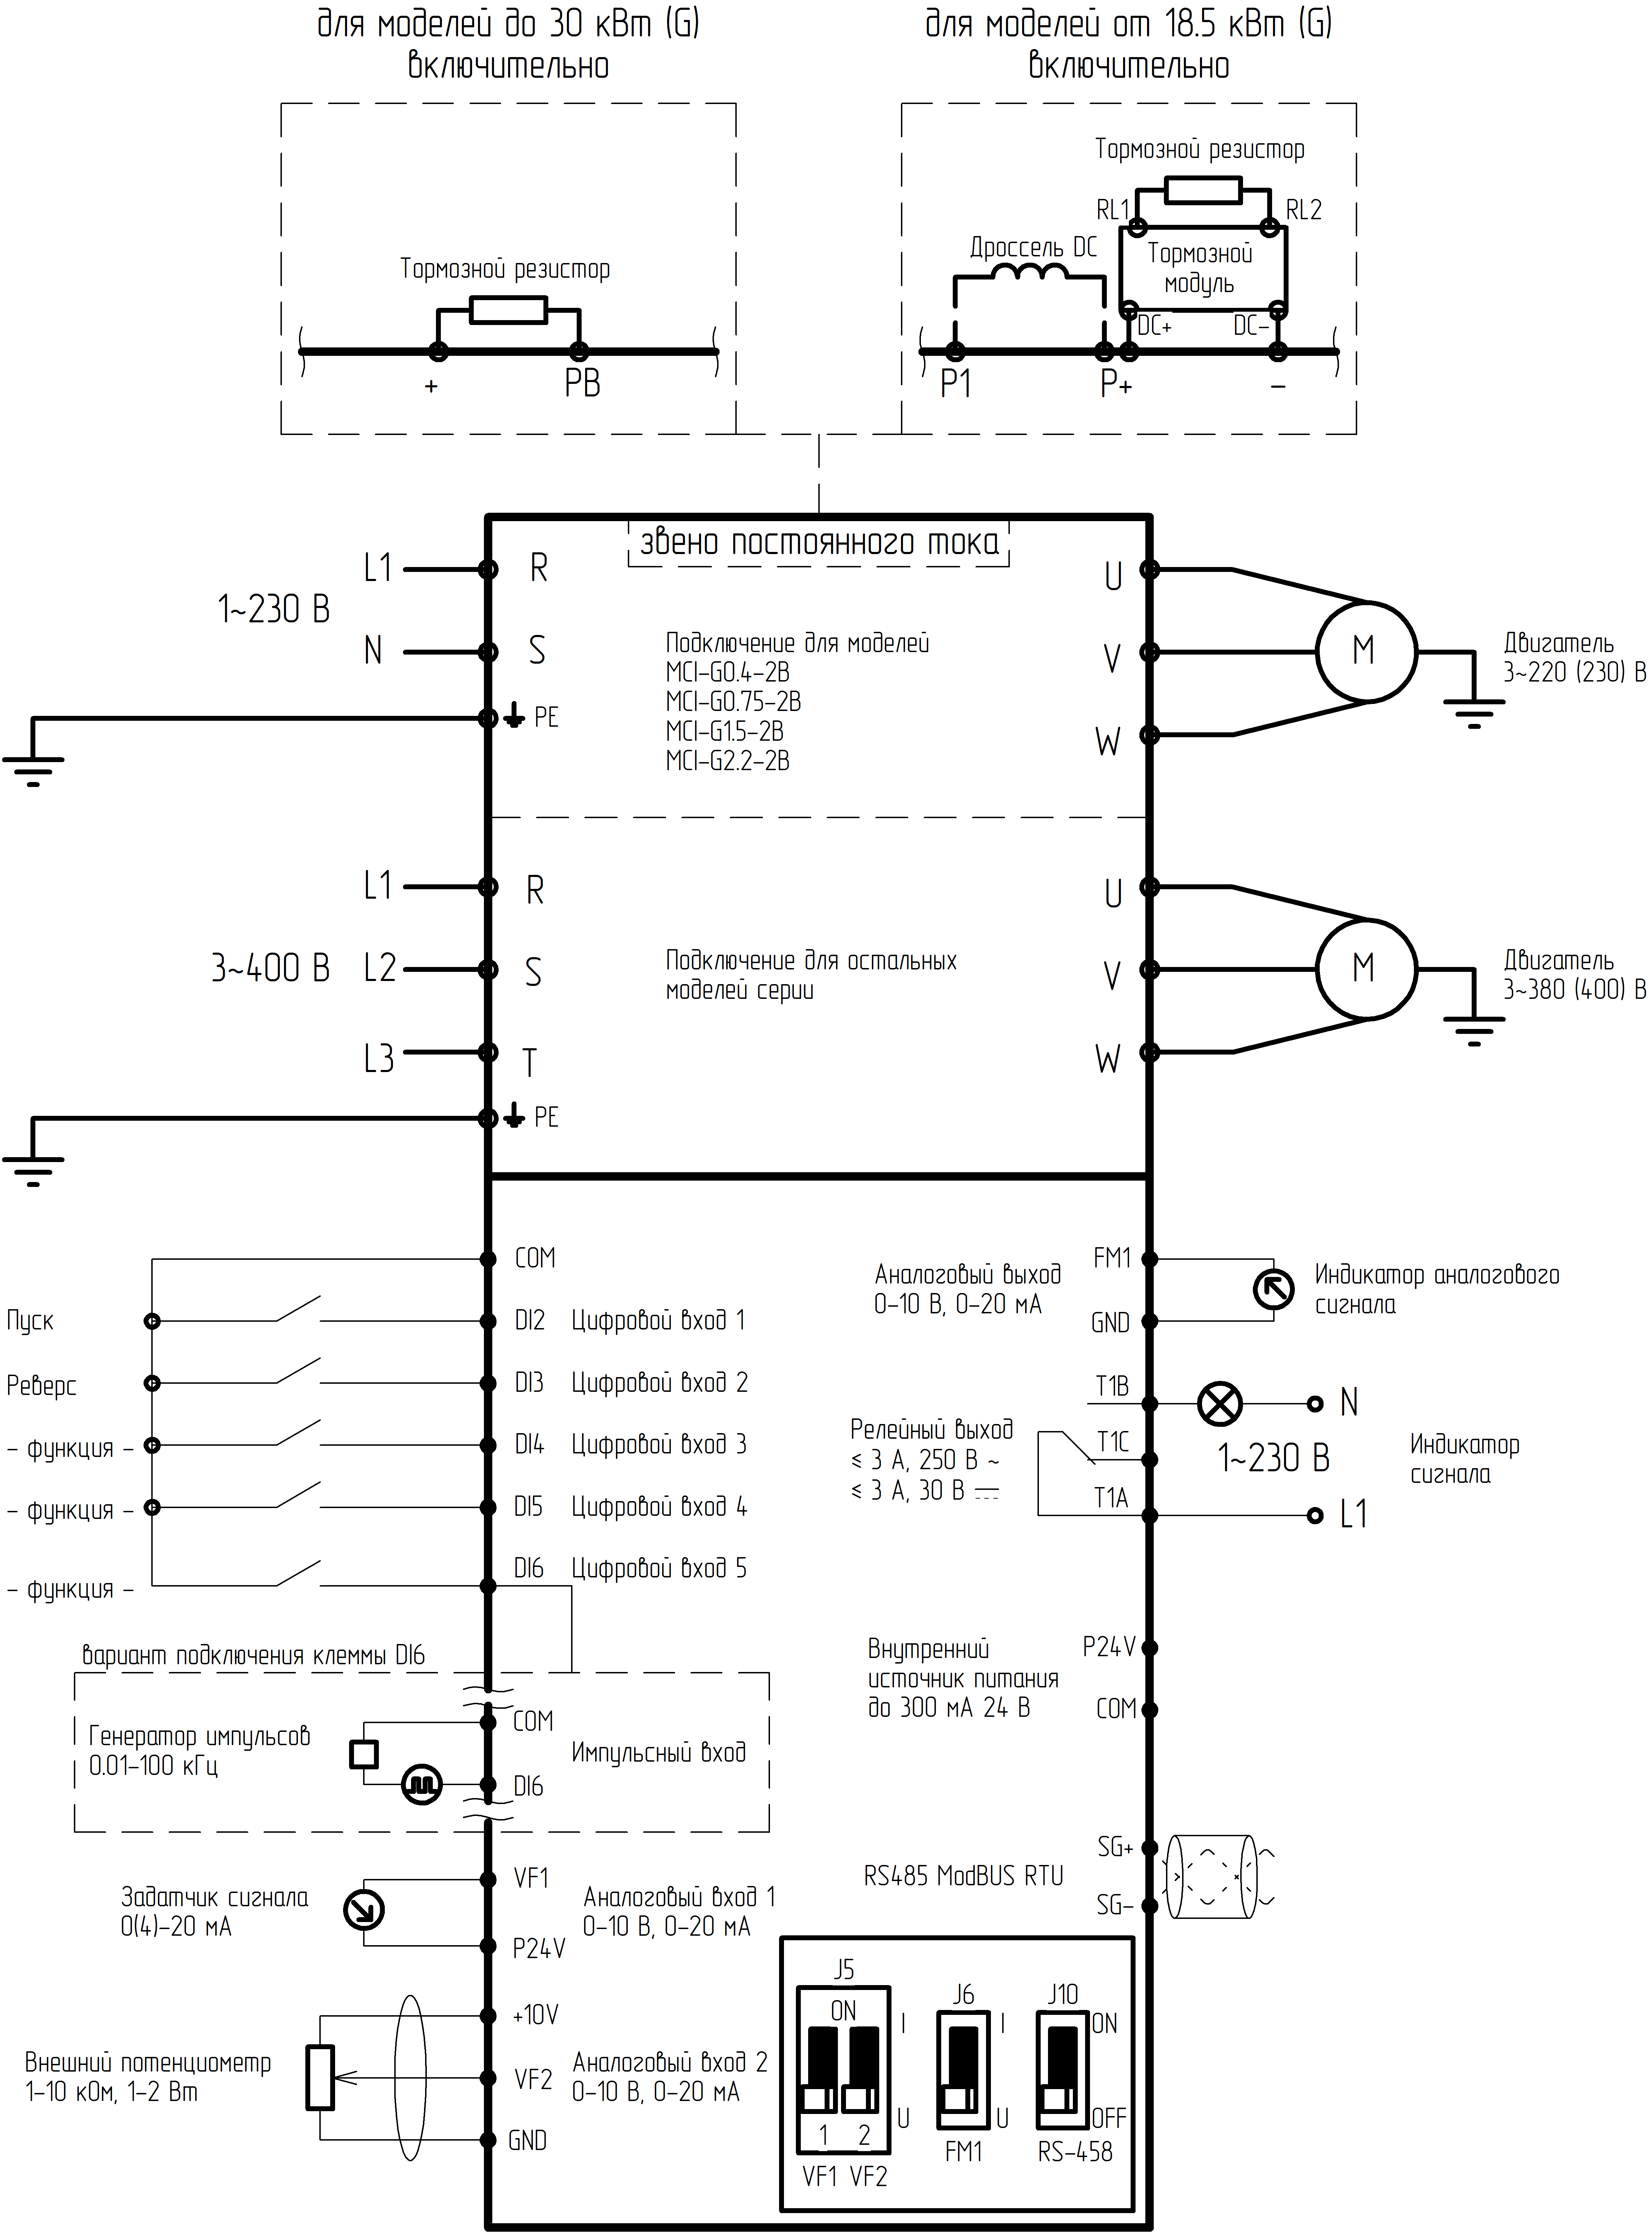 для моделей до 30 кВт (G)
включительно
для моделей от 18.5 кВт (G)
включительно
Тормозной резистор
+
PB
Тормозной резистор
RL1
RL2
Дроссель DC
Тормозной
модуль
DC+
DC-
P1
P+
-
звено постоянного тока
L1
R
1~230 В
N
S
PE
Подключение для моделей
MCI-G0.4-2B
MCI-G0.75-2B
MCI-G1.5-2B
MCI-G2.2-2B
U
V
W
M
Двигатель
3~220 (230) В
L1
R
3~400 В
L2
S
L3
T
PE
Подключение для остальных
моделей серии
U
V
W
M
Двигатель
3~380 (400) В
COM
Пуск
DI2
Цифровой вход 1
Реверс
DI3
Цифровой вход 2
- функция -
DI4
Цифровой вход 3
- функция -
DI5
Цифровой вход 4
- функция -
DI6
Цифровой вход 5
Аналоговый выход
0-10 В, 0-20 мА
FM1
GND
Индикатор аналогового
сигнала
Релейный выход
≤ 3 А, 250 В ~
≤ 3 А, 30 В ⎓
T1B
T1C
T1A
N
1~230 В
L1
Индикатор
сигнала
вариант подключения клеммы DI6
Генератор импульсов
0.01-100 кГц
COM
DI6
Импульсный вход
Внутренний
источник питания
до 300 мА 24 В
P24V
COM
Задатчик сигнала
0(4)-20 мА
VF1
P24V
Аналоговый вход 1
0-10 В, 0-20 мА
RS485 ModBUS RTU
SG+
SG-
Внешний потенциометр
1-10 кОм, 1-2 Вт
+10V
VF2
GND
Аналоговый вход 2
0-10 В, 0-20 мА
J5
ON
I
U
1 2
VF1 VF2
J6
I
U
FM1
J10
ON
OFF
RS-458